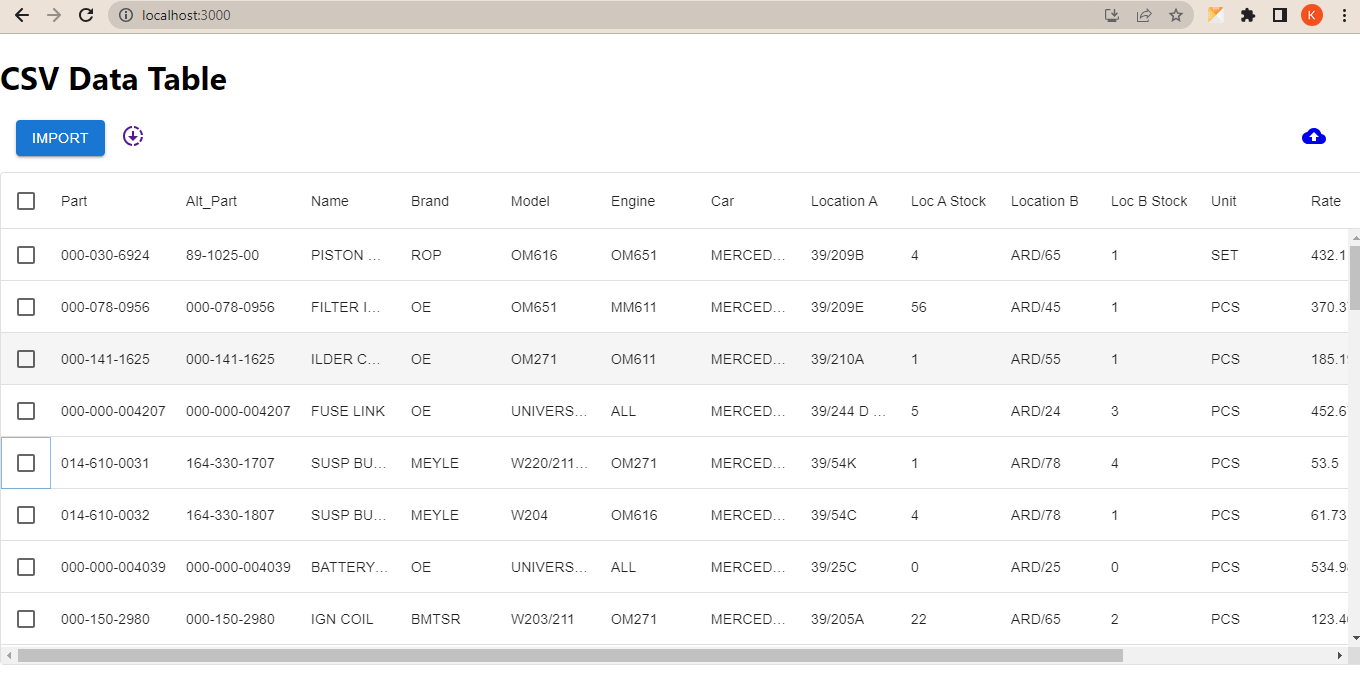 localhost:3000
K
CSV Data Table
IMPORT
Part Alt_Part Name Brand Model Engine Car Location A Loc A Stock Location B Loc B Stock Unit Rate
000-030-6924 89-1025-00 PISTON ... ROP OM616 OM651 MERCED... 39/209B 4 ARD/65 1 SET 432.1
000-078-0956 000-078-0956 FILTER I... OE OM651 MM611 MERCED... 39/209E 56 ARD/45 1 PCS 370.3
000-141-1625 000-141-1625 ILDER C... OE OM271 OM611 MERCED... 39/210A 1 ARD/55 1 PCS 185.1
000-000-004207 000-000-004207 FUSE LINK OE UNIVERS... ALL MERCED... 39/244 D ... 5 ARD/24 3 PCS 452.6
014-610-0031 164-330-1707 SUSP BU... MEYLE W220/211... OM271 MERCED... 39/54K 1 ARD/78 4 PCS 53.5
014-610-0032 164-330-1807 SUSP BU... MEYLE W204 OM616 MERCED... 39/54C 4 ARD/78 1 PCS 61.73
000-000-004039 000-000-004039 BATTERY... OE UNIVERS... ALL MERCED... 39/25C 0 ARD/25 0 PCS 534.9
000-150-2980 000-150-2980 IGN COIL BMTSR W203/211 OM271 MERCED... 39/205A 22 ARD/65 2 PCS 123.4